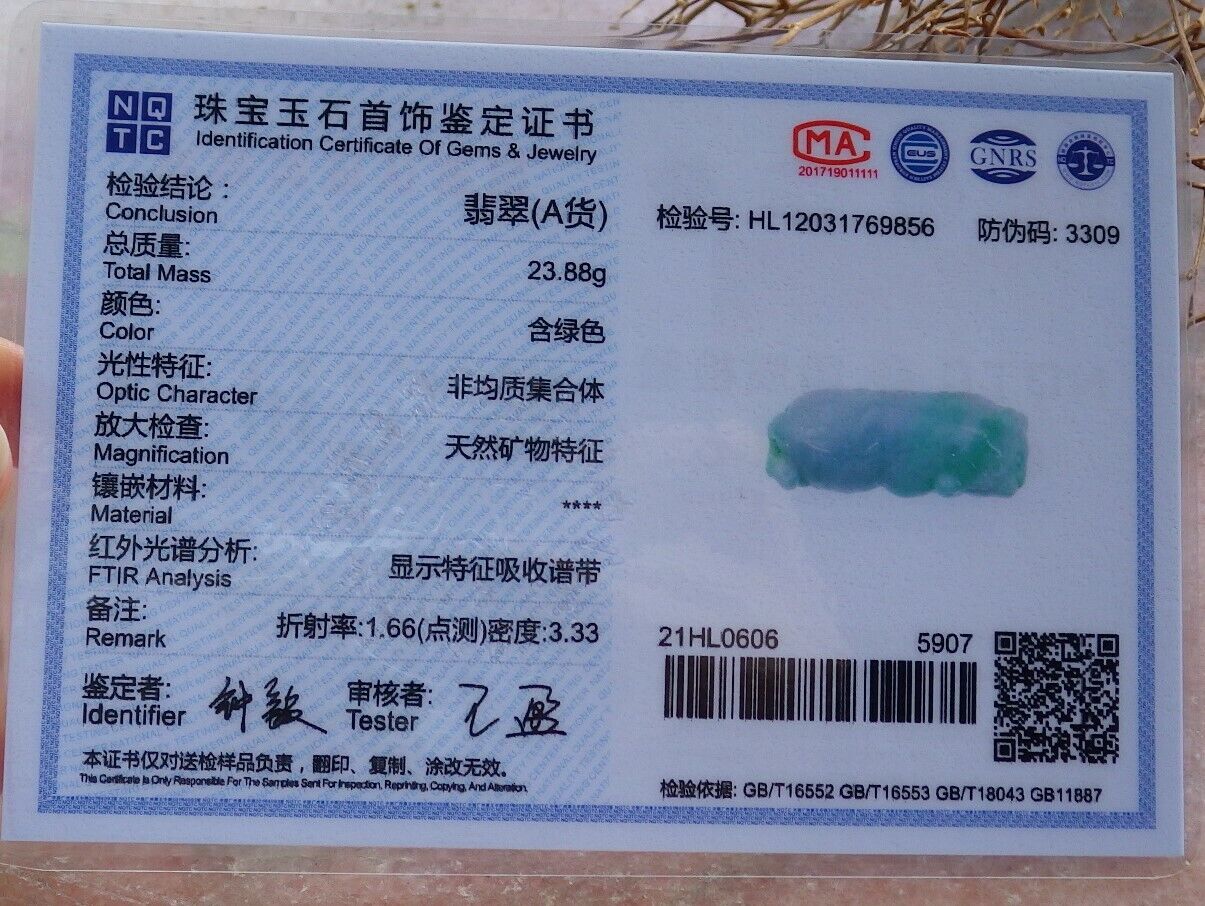 NQ
TC
珠宝玉石首饰鉴定证书
Identification Certificate Of Gems & Jewelry
检验结论：
Conclusion
翡翠(A货)
总质量:
Total Mass
23.88g
颜色:
Color
含绿色
光性特征:
Optic Character
非均质集合体
放大检查:
Magnification
天然矿物特征
镶嵌材料:
Material
****
红外光谱分析:
FTIR Analysis
显示特征吸收谱带
备注:
Remark
折射率:1.66(点测)密度:3.33
鉴定者:
Identifier
审核者:
Tester
本证书仅对送检样品负责，翻印、复制、涂改无效。
This Certificate Is Only Responsible For The Samples Sent For Inspection, Reprinting, Copying, And Alteration.
MA
201719011111
GNRS
检验号: HL12031769856
防伪码: 3309
21HL0606
5907
检验依据: GB/T16552 GB/T16553 GB/T18043 GB11887